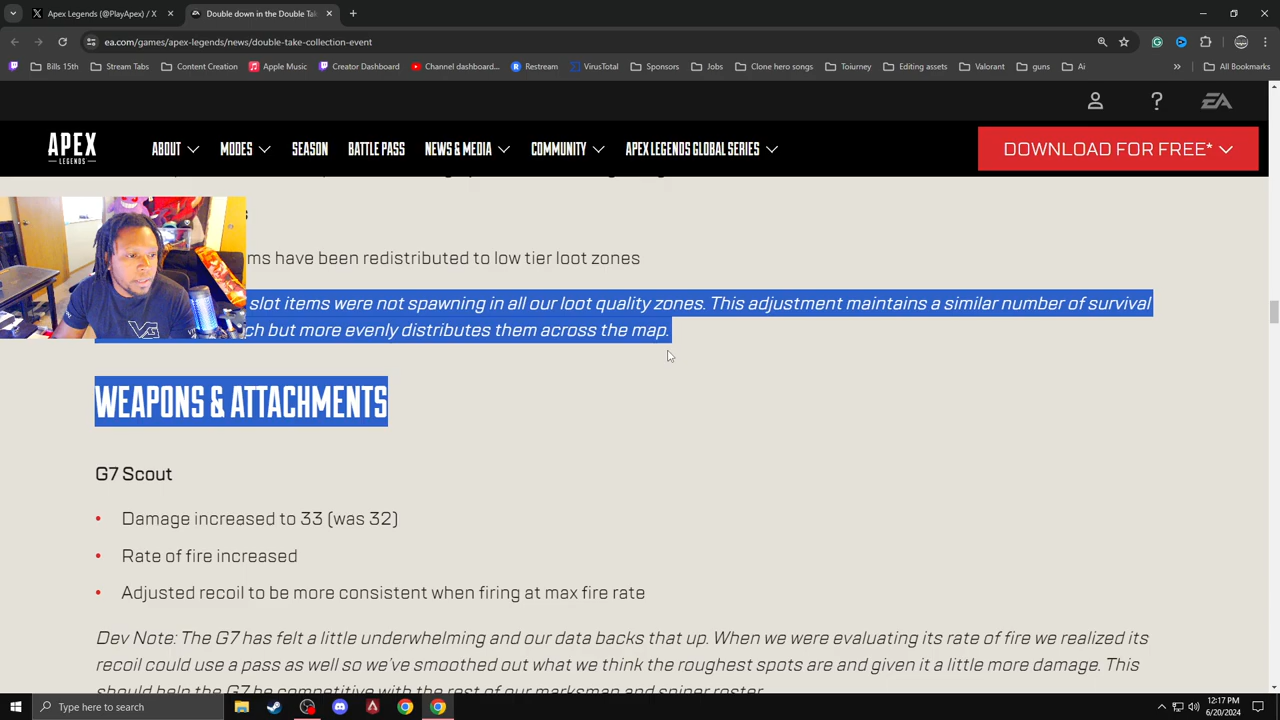 Apex Legends (@PlayApex) / X
Double down in the Double Ta
ea.com/games/apex-legends/news/double-take-collection-event
Bills 15th
Stream Tabs
Content Creation
Apple Music
Creator Dashboard
Channel dashboard...
Restream
VirusTotal
Sponsors
Jobs
Clone hero songs
Toiurney
Editing assets
Valorant
guns
Ai
»
All Bookmarks
EA
APEX
LEGENDS
ABOUT
MODES
SEASON
BATTLE PASS
NEWS & MEDIA
COMMUNITY
APEX LEGENDS GLOBAL SERIES
DOWNLOAD FOR FREE*
ms have been redistributed to low tier loot zones
slot items were not spawning in all our loot quality zones. This adjustment maintains a similar number of survival
ch but more evenly distributes them across the map.
WEAPONS & ATTACHMENTS
G7 Scout
• Damage increased to 33 (was 32)
• Rate of fire increased
• Adjusted recoil to be more consistent when firing at max fire rate
Dev Note: The G7 has felt a little underwhelming and our data backs that up. When we were evaluating its rate of fire we realized its
recoil could use a pass as well so we've smoothed out what we think the roughest spots are and given it a little more damage. This
should help the G7 be competitive with the rest of our marksman and sniper roster.
Type here to search
12:17 PM
6/20/2024